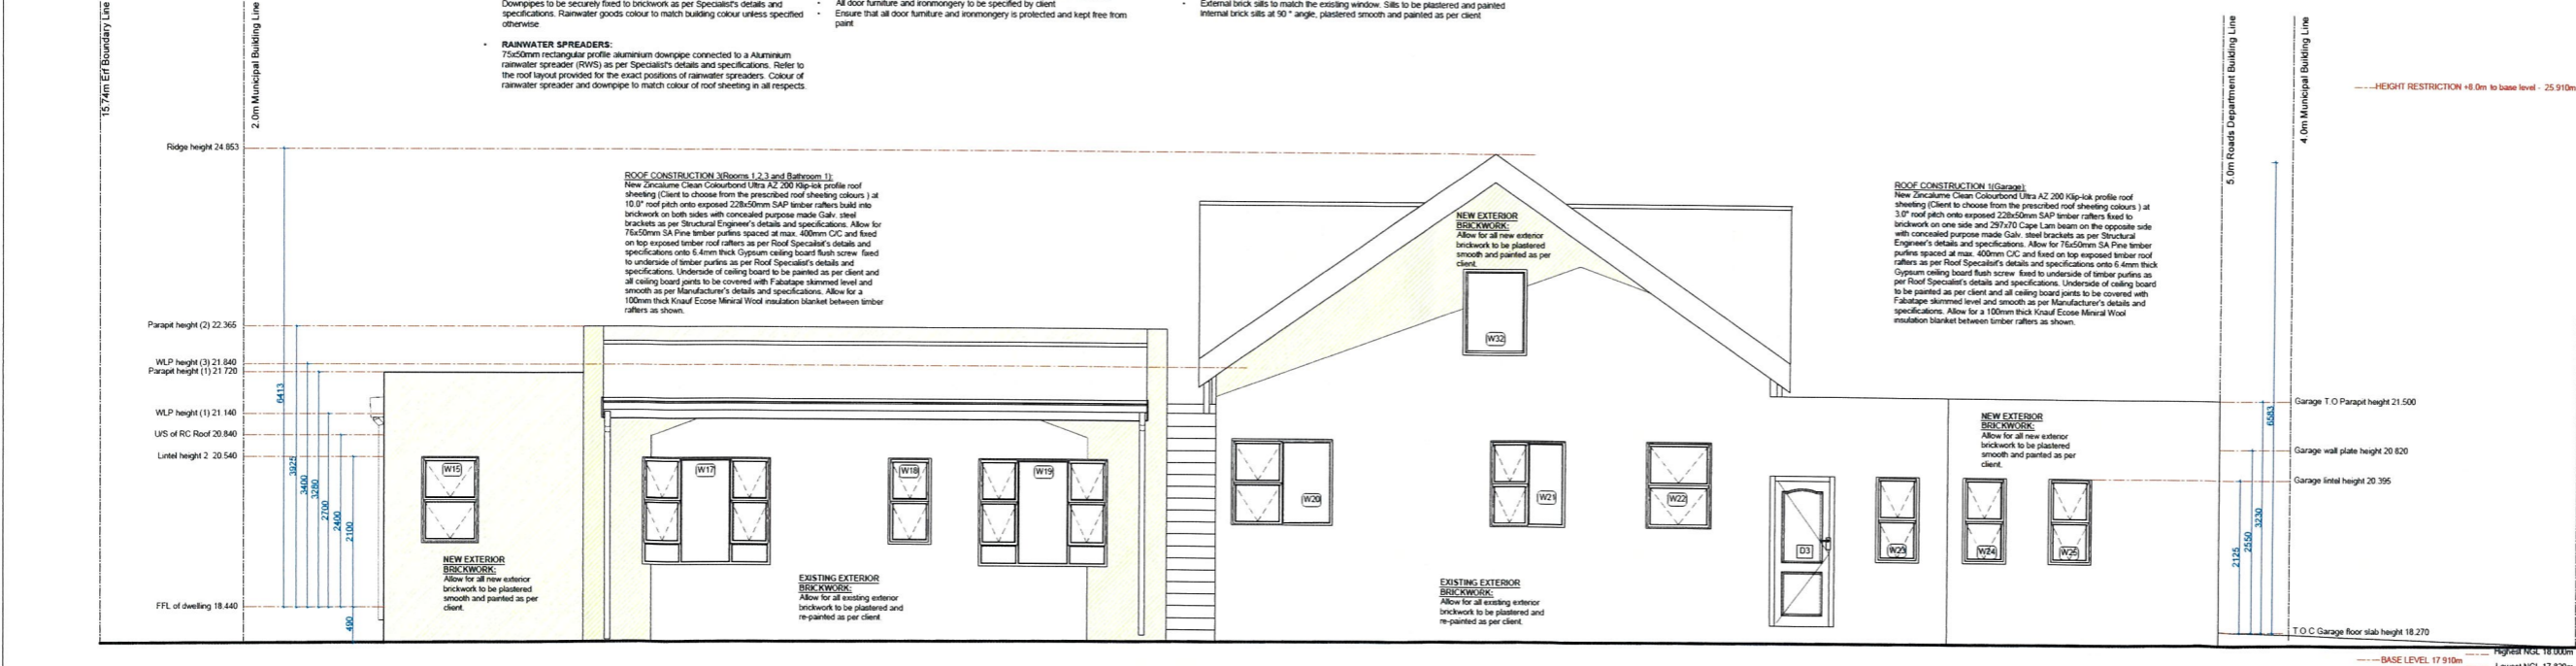 15.74m Erf Boundary Line
2.0m Municipal Building Line
Downpipes to be securely fixed to brickwork as per Specialist's details and
specifications. Rainwater goods colour to match building colour unless specified
otherwise
• RAINWATER SPREADERS:
75x50mm rectangular profile aluminium downpipe connected to a Aluminium
rainwater spreader (RWS) as per Specialist's details and specifications. Refer to
the roof layout provided for the exact positions of rainwater spreaders. Colour of
rainwater spreader and downpipe to match colour of roof sheeting in all respects.
• All door furniture and ironmongery to be specified by client
• Ensure that all door furniture and ironmongery is protected and kept free from
paint
• External brick sills to match the existing window. Sills to be plastered and painted
Internal brick sills at 90 ° angle, plastered smooth and painted as per client
5.0m Roads Department Building Line
4.0m Municipal Building Line
HEIGHT RESTRICTION +8.0m to base level - 25.910m
Ridge height 24.853
Parapit height (2) 22.365
WLP height (3) 21.840
Parapit height (1) 21.720
WLP height (1) 21.140
U/S of RC Roof 20.840
Lintel height 2 20.540
FFL of dwelling 18.440
6413
3925
3400
3280
2700
2400
2100
490
ROOF CONSTRUCTION 3(Rooms 1,2,3 and Bathroom 1):
New Zincalume Clean Colourbond Ultra AZ 200 Klip-lok profile roof
sheeting (Client to choose from the prescribed roof sheeting colours ) at
10.0° roof pitch onto exposed 228x50mm SAP timber rafters build into
brickwork on both sides with concealed purpose made Galv. steel
brackets as per Structural Engineer's details and specifications. Allow for
76x50mm SA Pine timber purlins spaced at max. 400mm C/C and fixed
on top exposed timber roof rafters as per Roof Specailsit's details and
specifications onto 6.4mm thick Gypsum ceiling board flush screw fixed
to underside of timber purlins as per Roof Specialist's details and
specifications. Underside of ceiling board to be painted as per client and
all ceiling board joints to be covered with Fabatape skimmed level and
smooth as per Manufacturer's details and specifications. Allow for a
100mm thick Knauf Ecose Miniral Wool insulation blanket between timber
rafters as shown.
NEW EXTERIOR
BRICKWORK:
Allow for all new exterior
brickwork to be plastered
smooth and painted as per
client.
W32
ROOF CONSTRUCTION 1(Garage):
New Zincalume Clean Colourbond Ultra AZ 200 Klip-lok profile roof
sheeting (Client to choose from the prescribed roof sheeting colours ) at
3.0° roof pitch onto exposed 228x50mm SAP timber rafters fixed to
brickwork on one side and 297x70 Cape Lam beam on the opposite side
with concealed purpose made Galv. steel brackets as per Structural
Engineer's details and specifications. Allow for 76x50mm SA Pine timber
purlins spaced at max. 400mm C/C and fixed on top exposed timber roof
rafters as per Roof Specailsit's details and specifications onto 6.4mm thick
Gypsum ceiling board flush screw fixed to underside of timber purlins as
per Roof Specialist's details and specifications. Underside of ceiling board
to be painted as per client and all ceiling board joints to be covered with
Fabatape skimmed level and smooth as per Manufacturer's details and
specifications. Allow for a 100mm thick Knauf Ecose Miniral Wool
insulation blanket between timber rafters as shown.
W15
W17
W18
W19
W20
W21
W22
D3
W23
W24
W25
NEW EXTERIOR
BRICKWORK:
Allow for all new exterior
brickwork to be plastered
smooth and painted as per
client.
EXISTING EXTERIOR
BRICKWORK:
Allow for all existing exterior
brickwork to be plastered and
re-painted as per client.
EXISTING EXTERIOR
BRICKWORK:
Allow for all existing exterior
brickwork to be plastered and
re-painted as per client.
NEW EXTERIOR
BRICKWORK:
Allow for all new exterior
brickwork to be plastered
smooth and painted as per
client.
6583
3230
2550
2125
Garage T.O Parapit height 21.500
Garage wall plate height 20.820
Garage lintel height 20.395
T O C Garage floor slab height 18.270
Highest NGL 18.000m
BASE LEVEL 17.910m